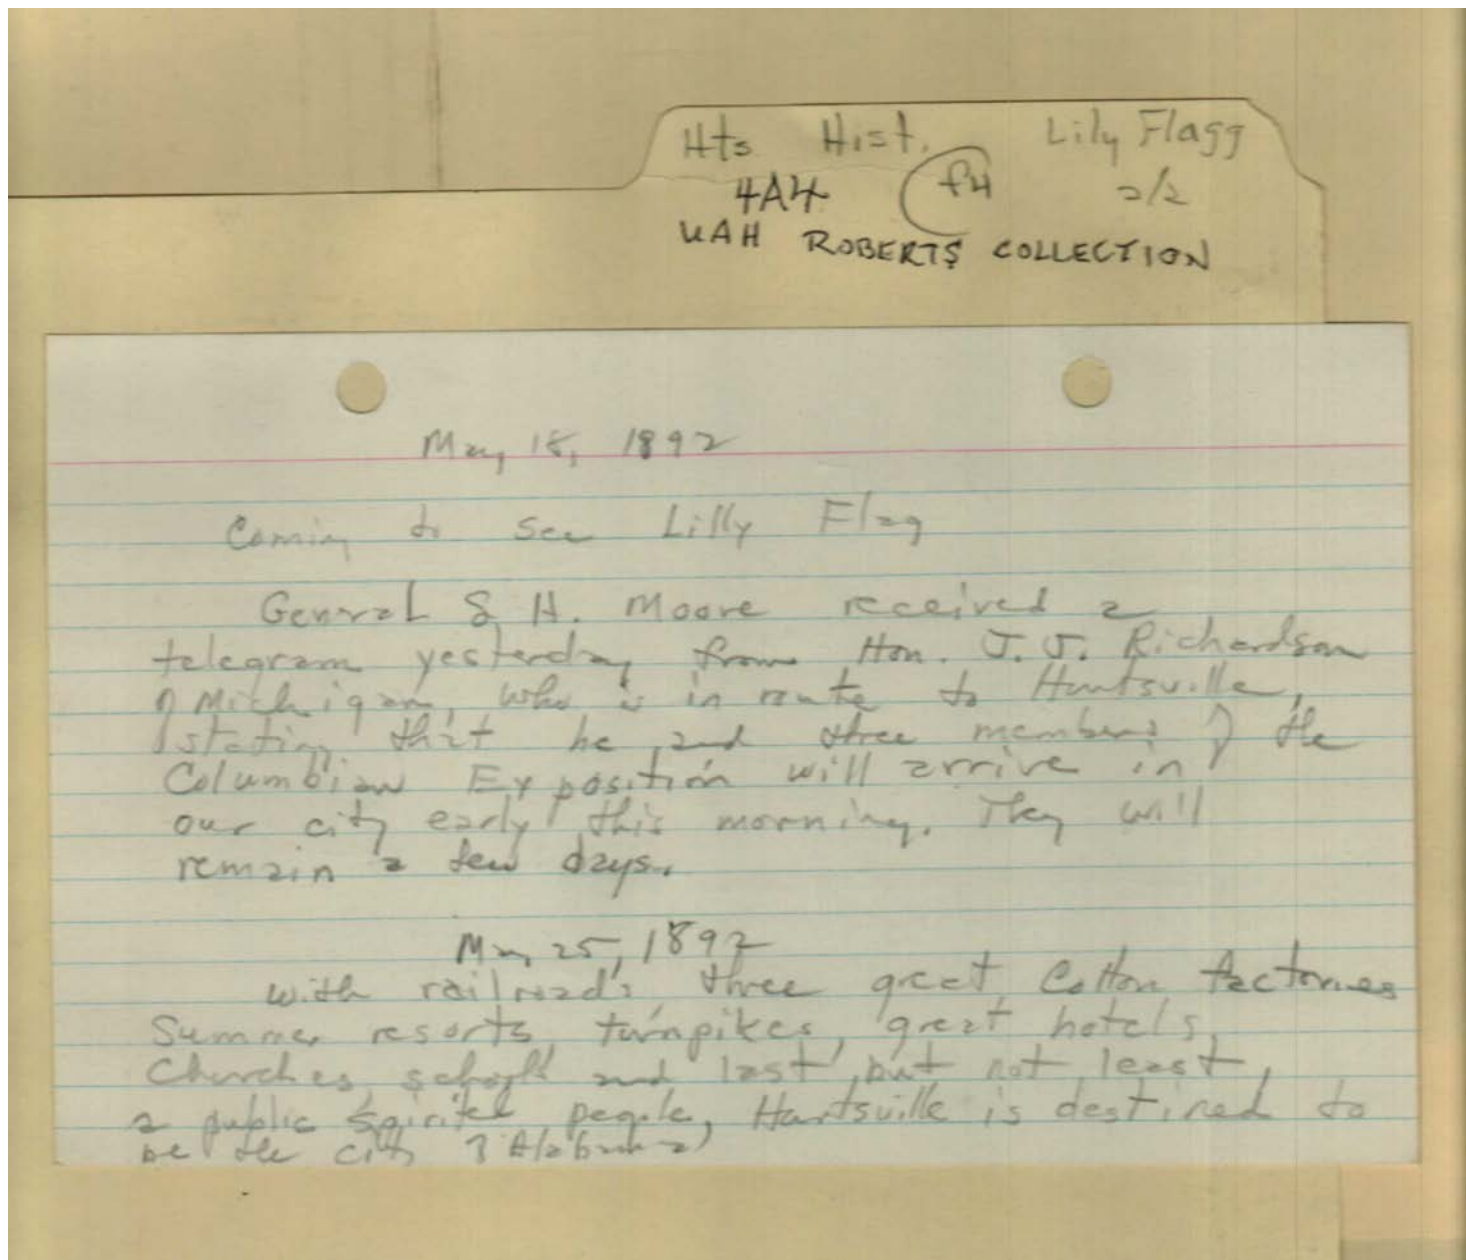 Hts Hist. Lily Flagg
4A4 f4 2/2
UAH ROBERTS COLLECTION
May 18, 1892
Coming to see Lilly Flag
General S H. Moore received a
telegram yesterday from Hon. J. J. Richardson
of Michigan, who is in route to Huntsville,
stating that he and three members of the
Columbian Exposition will arrive in
our city early this morning. They will
remain a few days.
May 25, 1892
with railroads three great Cotton factories
Summer resorts, turnpikes, great hotels,
Churches, schools and last, but not least,
a public spirited people, Huntsville is destined to
be the city of Alabama)